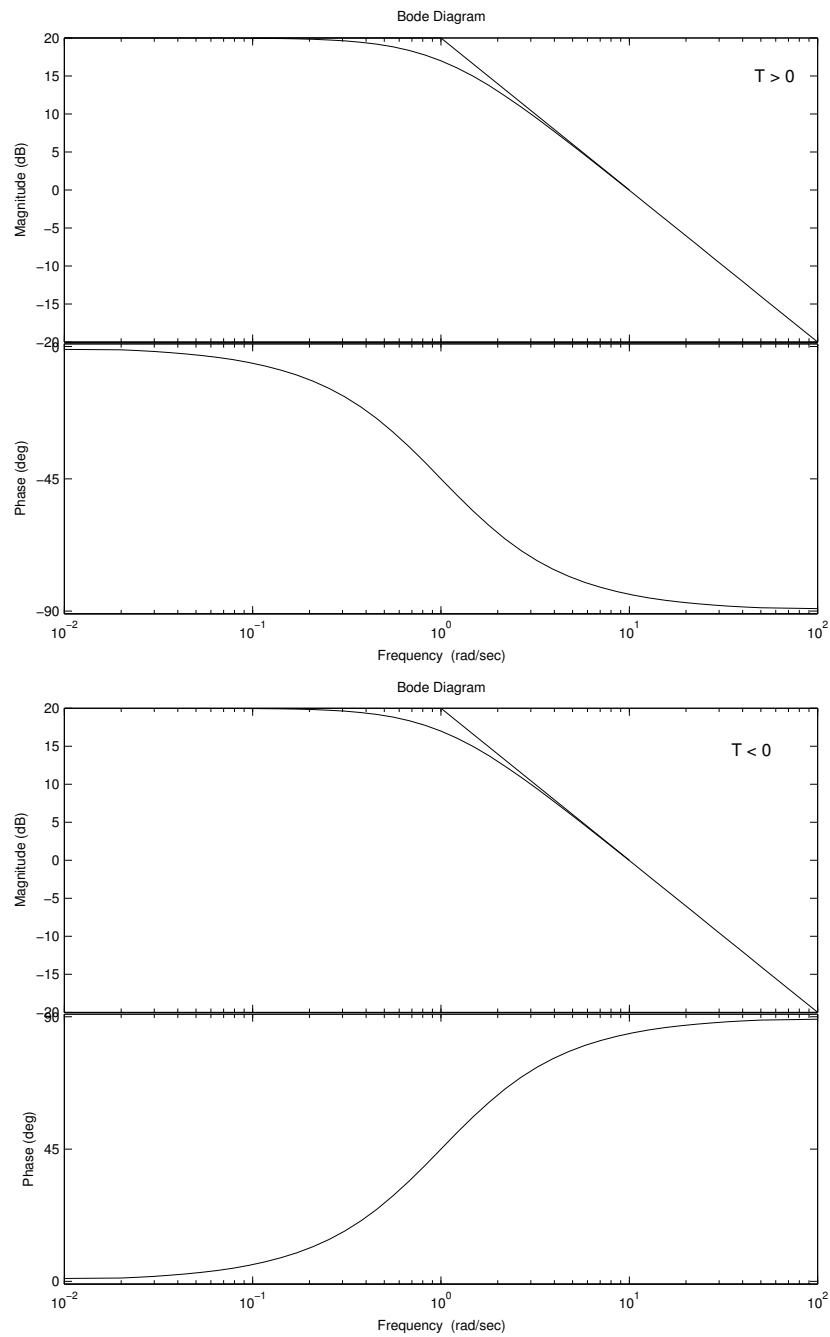 Bode Diagram
20
15
10
5
0
−5
−10
−15
−20
Magnitude (dB)
T > 0
0
−45
−90
Phase (deg)
10^−2 10^−1 10^0 10^1 10^2
Frequency (rad/sec)
Bode Diagram
20
15
10
5
0
−5
−10
−15
−20
Magnitude (dB)
T < 0
90
45
0
Phase (deg)
10^−2 10^−1 10^0 10^1 10^2
Frequency (rad/sec)